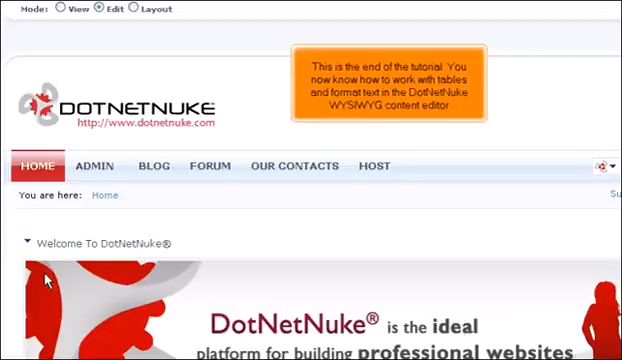 Mode: View Edit Layout
This is the end of the tutorial. You
now know how to work with tables
and format text in the DotNetNuke
WYSIWYG content editor
DOTNETNUKE
http://www.dotnetnuke.com
HOME ADMIN BLOG FORUM OUR CONTACTS HOST
You are here: Home
Welcome To DotNetNuke®
DotNetNuke® is the ideal
platform for building professional websites